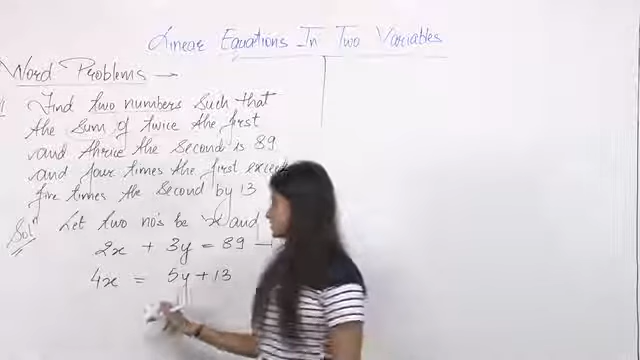 Linear Equations In Two Variables
Word Problems →
Find two numbers such that
the sum of twice the first
and thrice the second is 89
and four times the first exceeds
five times the second by 13
Solⁿ Let two no's be 'x' and
2x + 3y = 89 —
4x = 5y + 13